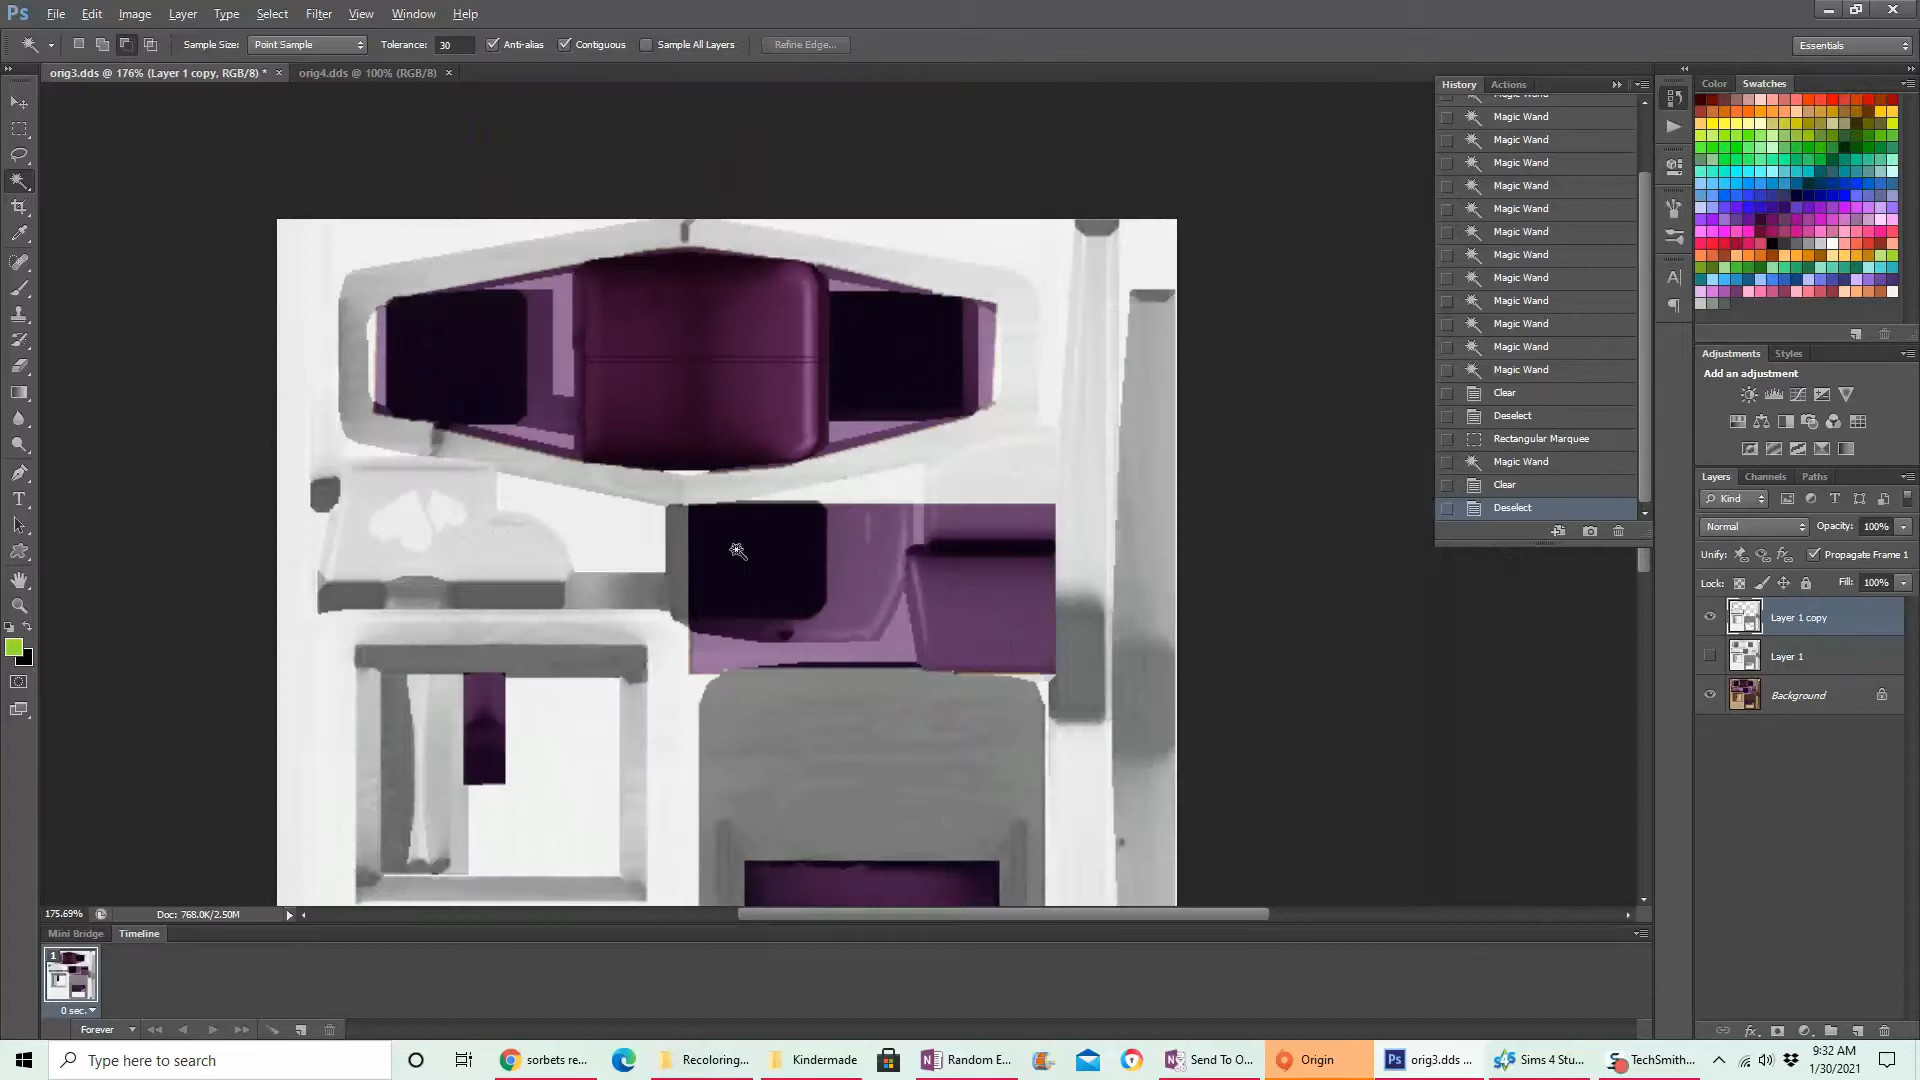 Ps File Edit Image Layer Type Select Filter View Window Help
Sample Size: Point Sample Tolerance: 30 Anti-alias Contiguous Sample All Layers Refine Edge... Essentials
orig3.dds @ 176% (Layer 1 copy, RGB/8) * × orig4.dds @ 100% (RGB/8) ×
History Actions
Color Swatches
Magic Wand
Magic Wand
Magic Wand
Magic Wand
Magic Wand
Magic Wand
Magic Wand
Magic Wand
Magic Wand
Magic Wand
Magic Wand
Magic Wand
Magic Wand
Clear
Deselect
Rectangular Marquee
Magic Wand
Clear
Deselect
Adjustments Styles
Add an adjustment
Layers Channels Paths
Kind
Normal Opacity: 100%
Unify: Propagate Frame 1
Lock: Fill: 100%
Layer 1 copy
Layer 1
Background
175.69% Doc: 768.0K/2.50M
Mini Bridge Timeline
1
0 sec.
Forever
Type here to search
sorbets re...
Recoloring...
Kindermade
Random E...
Send To O...
Origin
Ps orig3.dds ...
Sims 4 Stu...
TechSmith...
9:32 AM
1/30/2021